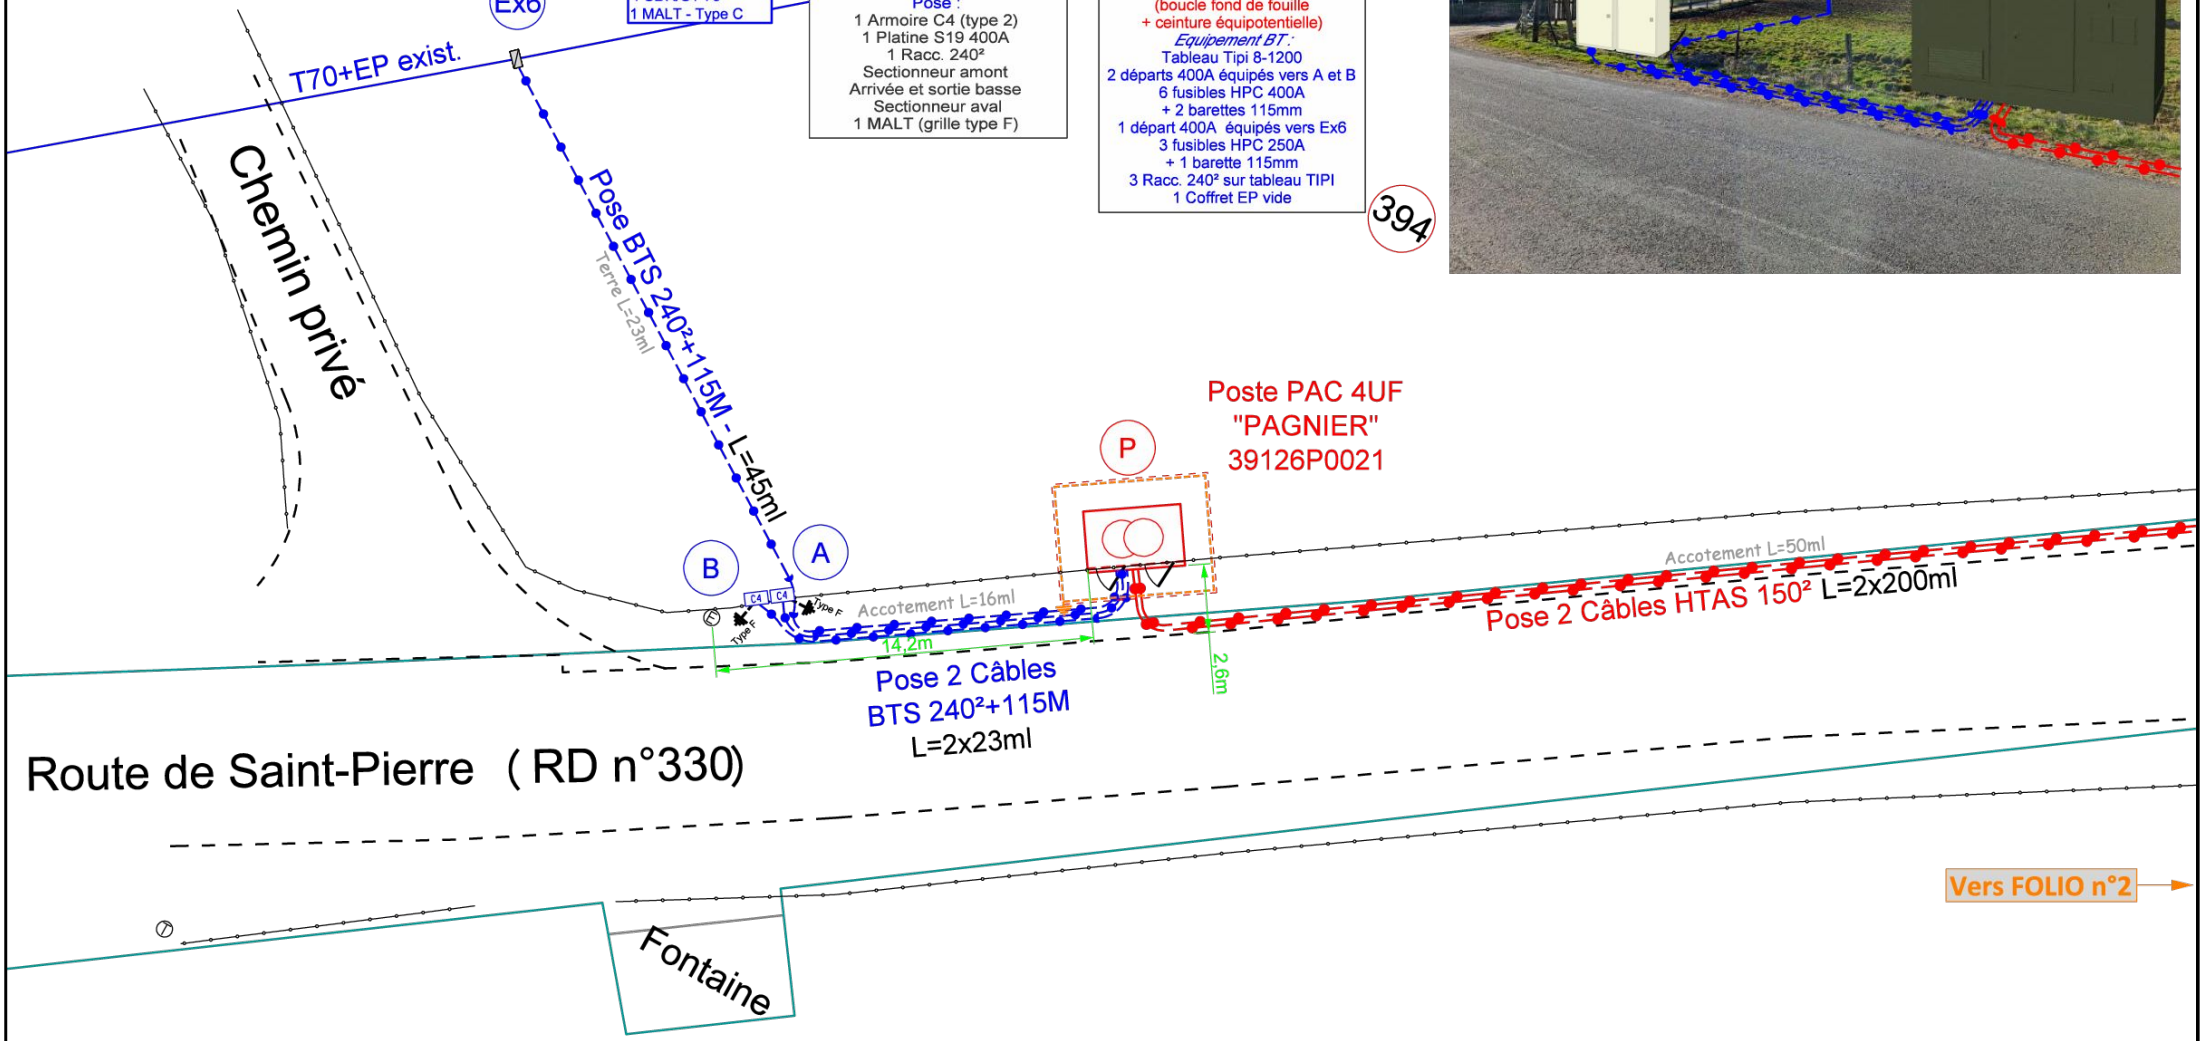 Ex6
1 MALT - Type C
T70+EP exist.
Pose :
1 Armoire C4 (type 2)
1 Platine S19 400A
1 Racc. 240²
Sectionneur amont
Arrivée et sortie basse
Sectionneur aval
1 MALT (grille type F)
(boucle fond de fouille
+ ceinture équipotentielle)
Equipement BT :
Tableau Tipi 8-1200
2 départs 400A équipés vers A et B
6 fusibles HPC 400A
+ 2 barettes 115mm
1 départ 400A équipés vers Ex6
3 fusibles HPC 250A
+ 1 barette 115mm
3 Racc. 240² sur tableau TIPI
1 Coffret EP vide
394
Chemin privé
Pose BTS 240²+115M - L=45ml
Terre L=23ml
Poste PAC 4UF
"PAGNIER"
39126P0021
P
A
B
C4
C4
Type F
Type F
Accotement L=16ml
14,2m
2,6m
Accotement L=50ml
Pose 2 Câbles HTAS 150² L=2x200ml
Pose 2 Câbles
BTS 240²+115M
L=2x23ml
Route de Saint-Pierre ( RD n°330)
Vers FOLIO n°2
Fontaine
T